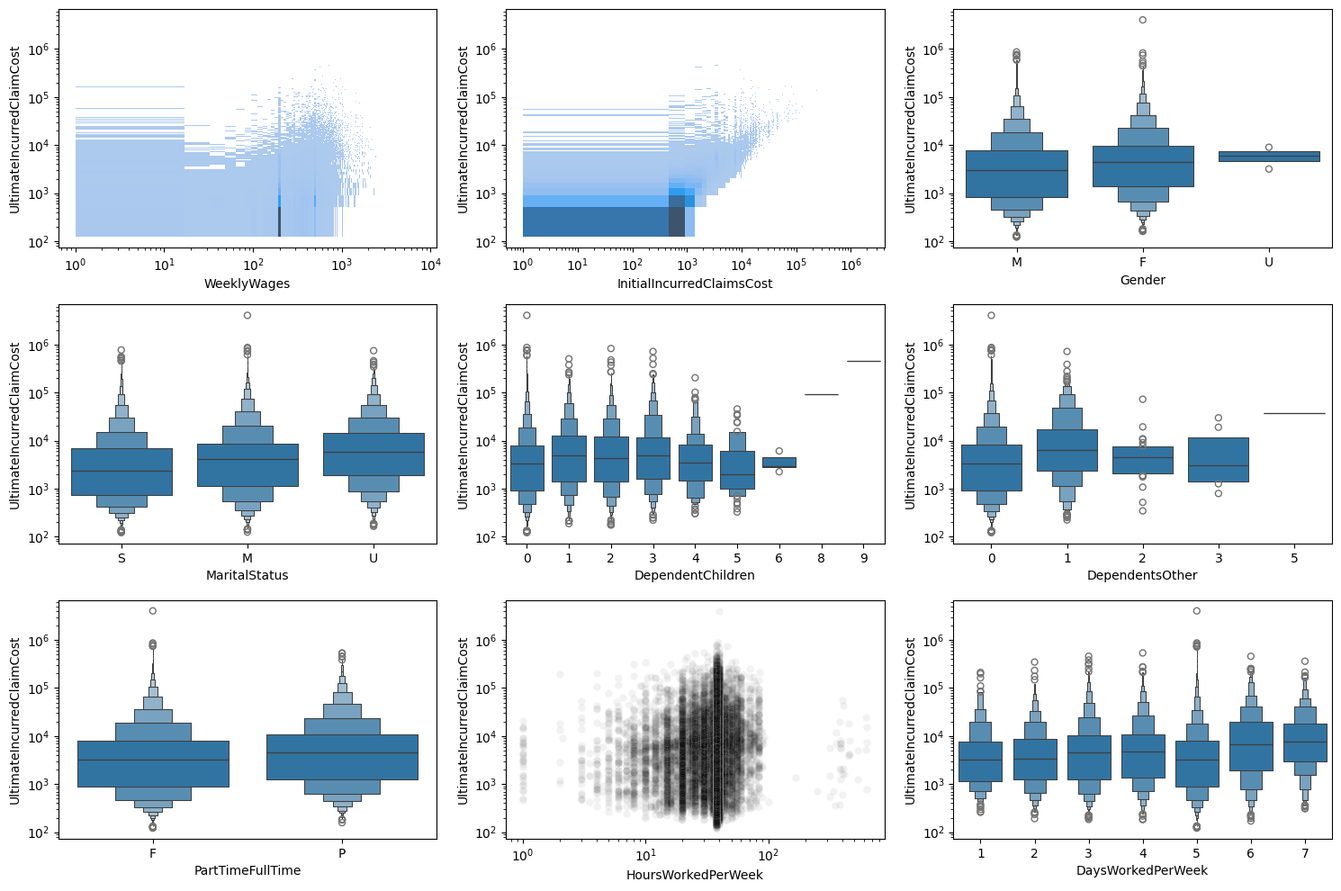 UltimateIncurredClaimCost
10^6
10^5
10^4
10^3
10^2
10^0 10^1 10^2 10^3 10^4
WeeklyWages
UltimateIncurredClaimCost
10^6
10^5
10^4
10^3
10^2
10^0 10^1 10^2 10^3 10^4 10^5 10^6
InitialIncurredClaimsCost
UltimateIncurredClaimCost
10^6
10^5
10^4
10^3
10^2
M F U
Gender
UltimateIncurredClaimCost
10^6
10^5
10^4
10^3
10^2
S M U
MaritalStatus
UltimateIncurredClaimCost
10^6
10^5
10^4
10^3
10^2
0 1 2 3 4 5 6 8 9
DependentChildren
UltimateIncurredClaimCost
10^6
10^5
10^4
10^3
10^2
0 1 2 3 5
DependentsOther
UltimateIncurredClaimCost
10^6
10^5
10^4
10^3
10^2
F P
PartTimeFullTime
UltimateIncurredClaimCost
10^6
10^5
10^4
10^3
10^2
10^0 10^1 10^2
HoursWorkedPerWeek
UltimateIncurredClaimCost
10^6
10^5
10^4
10^3
10^2
1 2 3 4 5 6 7
DaysWorkedPerWeek